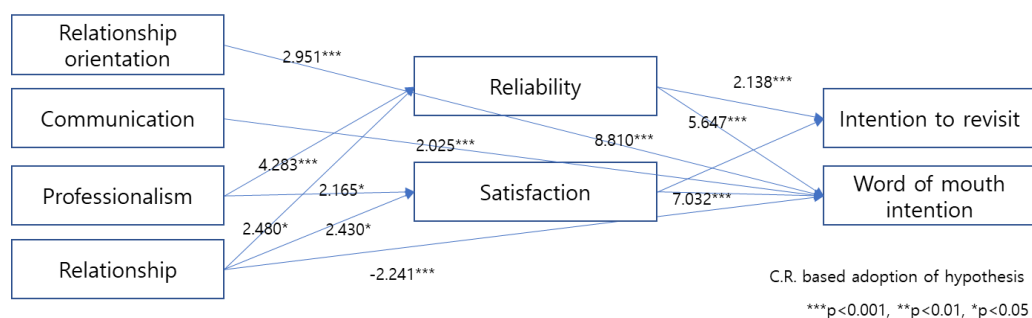 Relationship
orientation
Communication
Professionalism
Relationship
Reliability
Satisfaction
Intention to revisit
Word of mouth
intention
2.951***
2.138***
5.647***
8.810***
2.025***
4.283***
2.165*
7.032***
2.480*
2.430*
-2.241***
C.R. based adoption of hypothesis
***p<0.001, **p<0.01, *p<0.05